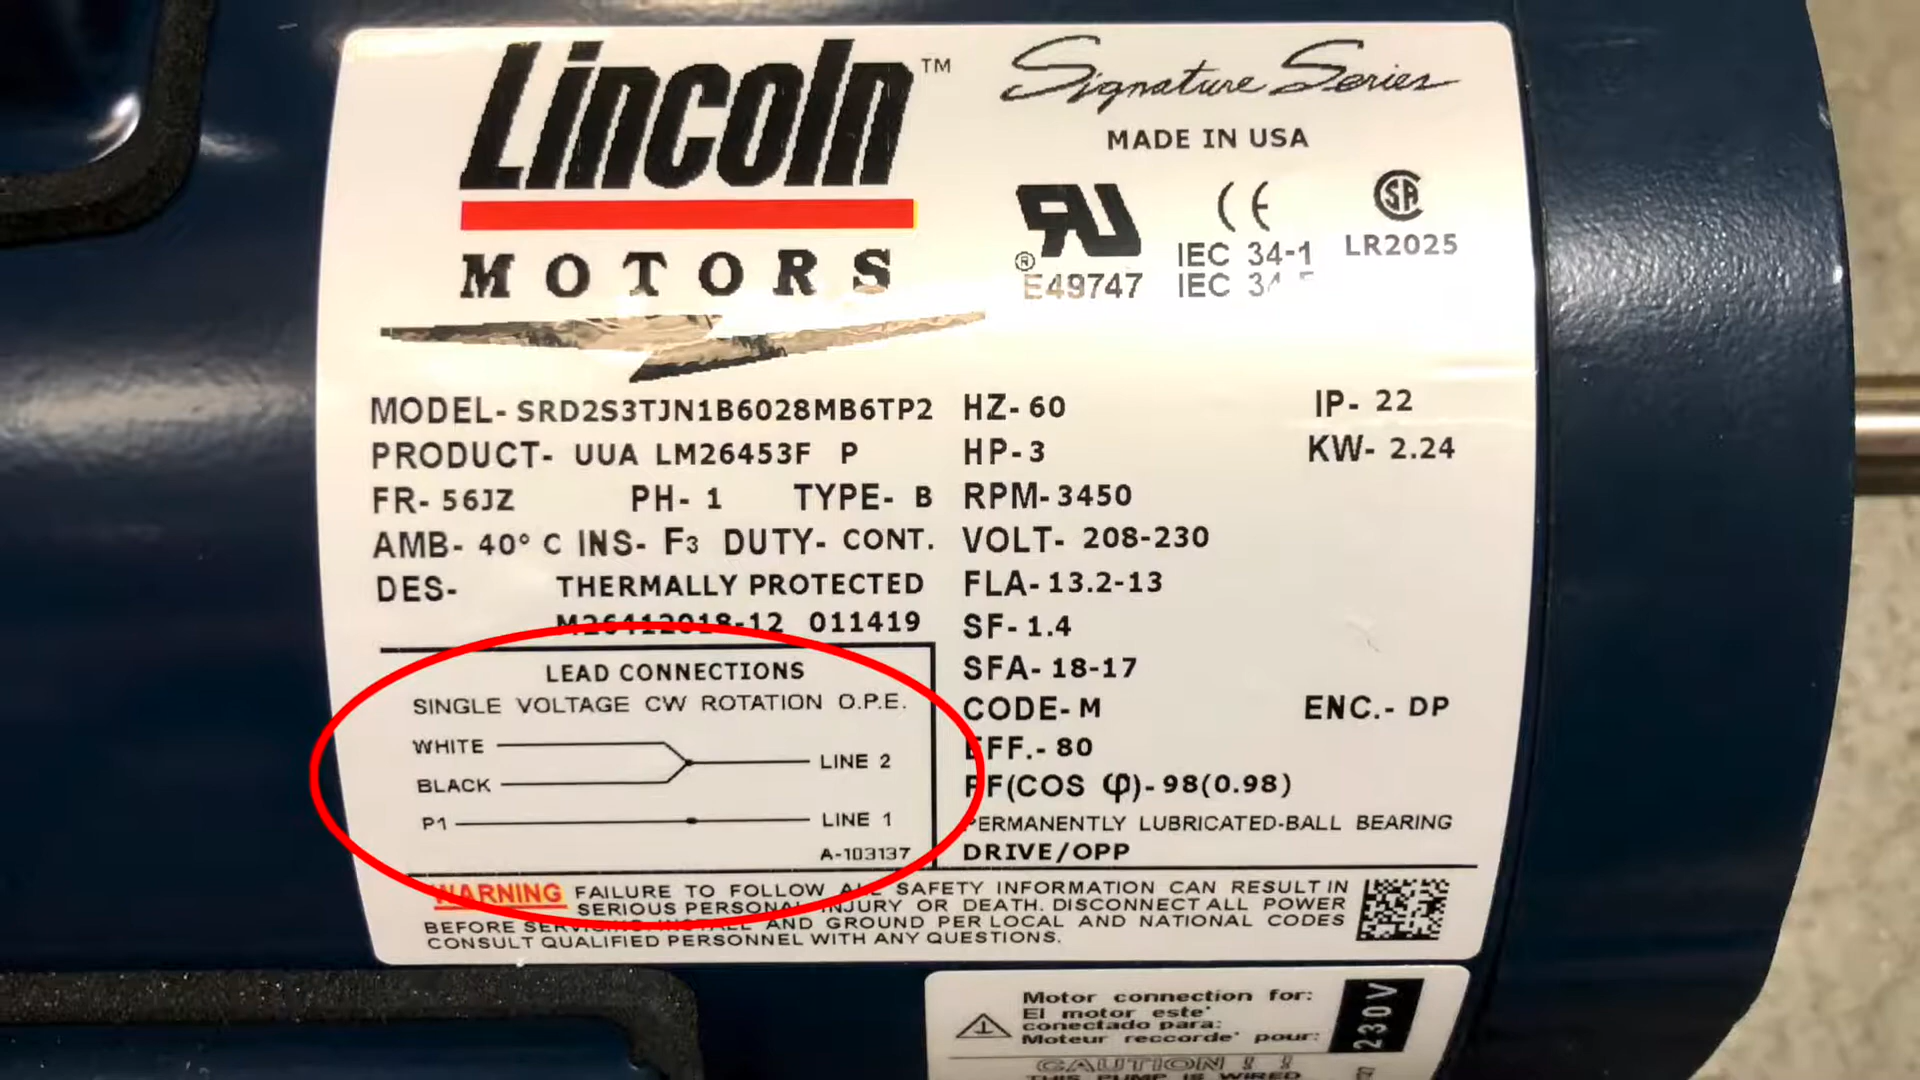 Lincoln™
MOTORS
Signature Series
MADE IN USA
® E49747
CE
IEC 34-1
IEC 34-
SA
LR2025
MODEL- SRD2S3TJN1B6028MB6TP2
PRODUCT- UUA LM26453F P
FR- 56JZ PH- 1 TYPE- B
AMB- 40° C INS- F3 DUTY- CONT.
DES- THERMALLY PROTECTED
M26412018-12 011419
HZ- 60 IP- 22
HP- 3 KW- 2.24
RPM- 3450
VOLT- 208-230
FLA- 13.2-13
SF- 1.4
SFA- 18-17
CODE- M ENC.- DP
EFF.- 80
PF(COS φ)- 98(0.98)
PERMANENTLY LUBRICATED-BALL BEARING
DRIVE/OPP
LEAD CONNECTIONS
SINGLE VOLTAGE CW ROTATION O.P.E.
WHITE
BLACK
LINE 2
P1 LINE 1
A-103137
WARNING FAILURE TO FOLLOW ALL SAFETY INFORMATION CAN RESULT IN
SERIOUS PERSONAL INJURY OR DEATH. DISCONNECT ALL POWER
BEFORE SERVICING. INSTALL AND GROUND PER LOCAL AND NATIONAL CODES
CONSULT QUALIFIED PERSONNEL WITH ANY QUESTIONS.
Motor connection for:
El motor este'
conectado para:
Moteur reccorde' pour:
230V
CAUTION ! !
THIS PUMP IS WIRED